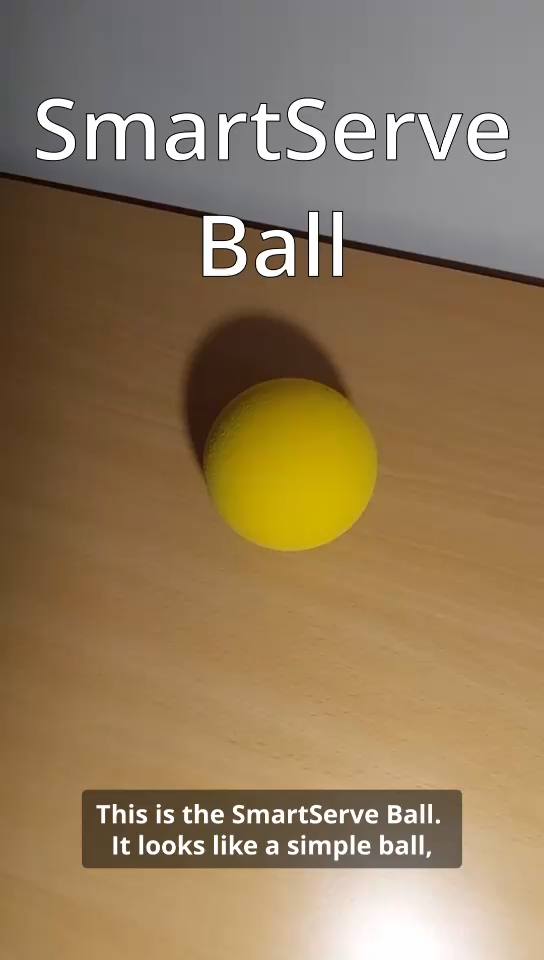 SmartServe
Ball
This is the SmartServe Ball.
It looks like a simple ball,